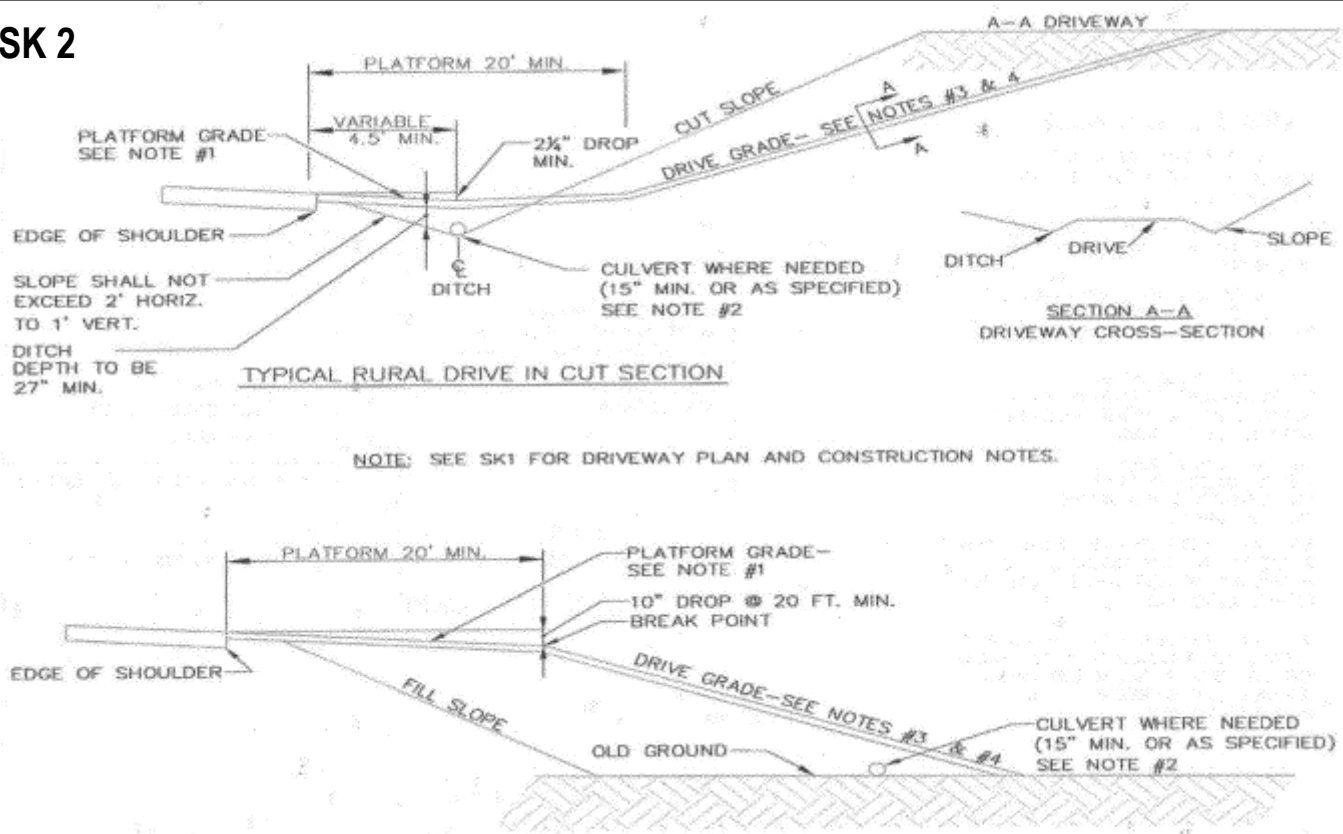 SK 2
A-A DRIVEWAY
PLATFORM 20' MIN.
VARIABLE
4.5' MIN.
PLATFORM GRADE
SEE NOTE #1
2¼" DROP
MIN.
CUT SLOPE
DRIVE GRADE- SEE NOTES #3 & 4
A
A
EDGE OF SHOULDER
SLOPE SHALL NOT
EXCEED 2' HORIZ.
TO 1' VERT.
DITCH
DEPTH TO BE
27" MIN.
℄
DITCH
CULVERT WHERE NEEDED
(15" MIN. OR AS SPECIFIED)
SEE NOTE #2
DITCH
DRIVE
SLOPE
SECTION A-A
DRIVEWAY CROSS-SECTION
TYPICAL RURAL DRIVE IN CUT SECTION
NOTE: SEE SK1 FOR DRIVEWAY PLAN AND CONSTRUCTION NOTES.
PLATFORM 20' MIN.
PLATFORM GRADE-
SEE NOTE #1
10" DROP @ 20 FT. MIN.
BREAK POINT
EDGE OF SHOULDER
FILL SLOPE
DRIVE GRADE-SEE NOTES #3 & #4
OLD GROUND
CULVERT WHERE NEEDED
(15" MIN. OR AS SPECIFIED)
SEE NOTE #2